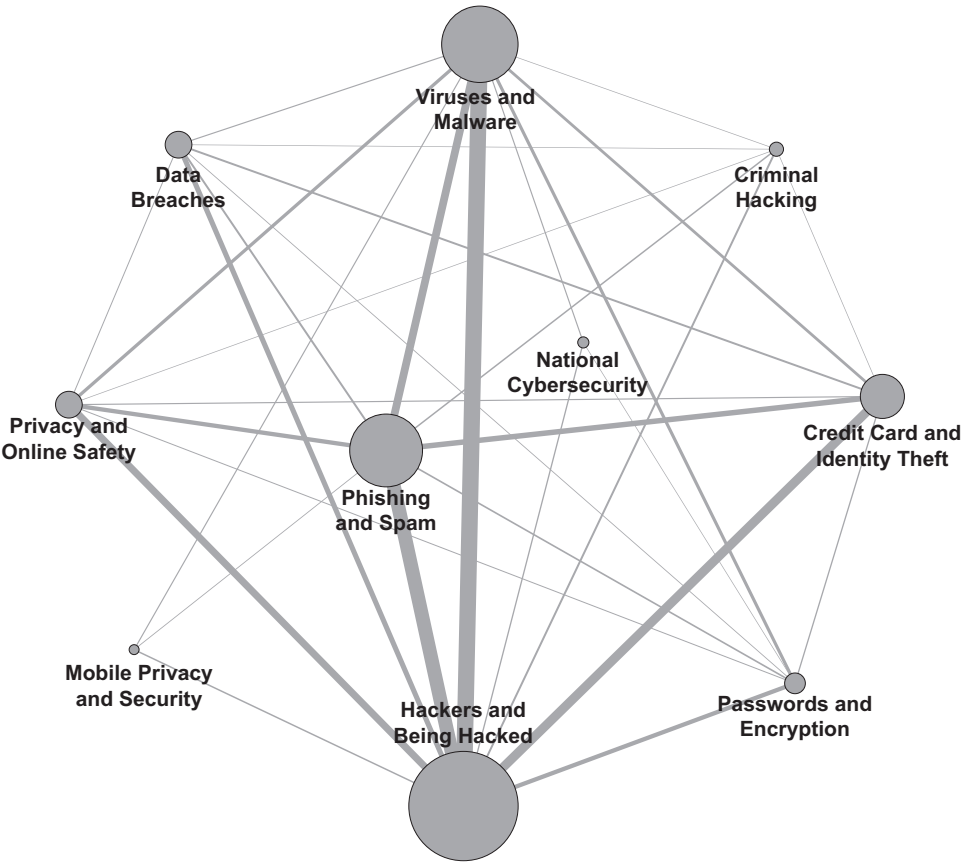 Viruses and
Malware
Data
Breaches
Criminal
Hacking
National
Cybersecurity
Privacy and
Online Safety
Credit Card and
Identity Theft
Phishing
and Spam
Mobile Privacy
and Security
Passwords and
Encryption
Hackers and
Being Hacked